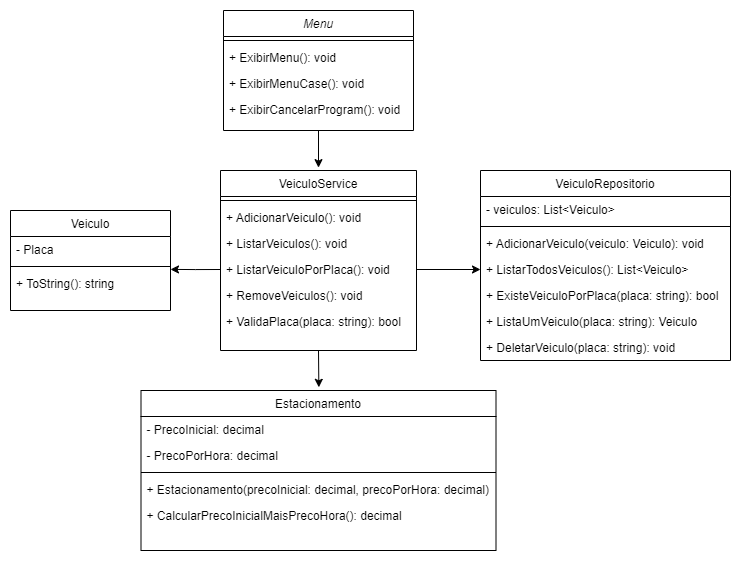 Menu
+ ExibirMenu(): void
+ ExibirMenuCase(): void
+ ExibirCancelarProgram(): void
VeiculoService
+ AdicionarVeiculo(): void
+ ListarVeiculos(): void
+ ListarVeiculoPorPlaca(): void
+ RemoveVeiculos(): void
+ ValidaPlaca(placa: string): bool
VeiculoRepositorio
- veiculos: List<Veiculo>
+ AdicionarVeiculo(veiculo: Veiculo): void
+ ListarTodosVeiculos(): List<Veiculo>
+ ExisteVeiculoPorPlaca(placa: string): bool
+ ListaUmVeiculo(placa: string): Veiculo
+ DeletarVeiculo(placa: string): void
Veiculo
- Placa
+ ToString(): string
Estacionamento
- PrecoInicial: decimal
- PrecoPorHora: decimal
+ Estacionamento(precoInicial: decimal, precoPorHora: decimal)
+ CalcularPrecoInicialMaisPrecoHora(): decimal